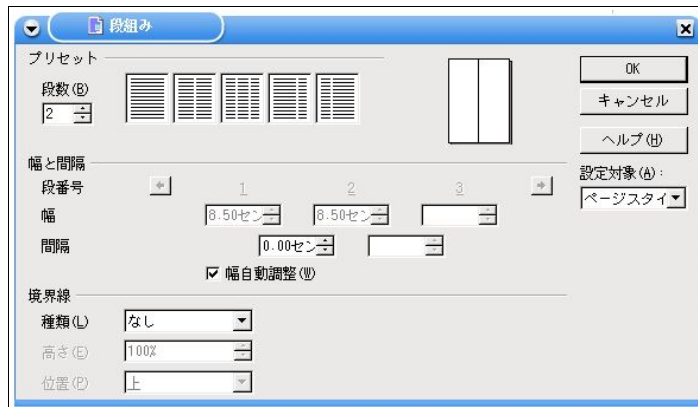 段組み
プリセット
段数(B)
2
OK
キャンセル
ヘルプ(H)
設定対象(A):
ページスタイ
幅と間隔
段番号 1 2 3
幅 8.50セン 8.50セン
間隔 0.00セン
幅自動調整(W)
境界線
種類(L) なし
高さ(E) 100%
位置(P) 上